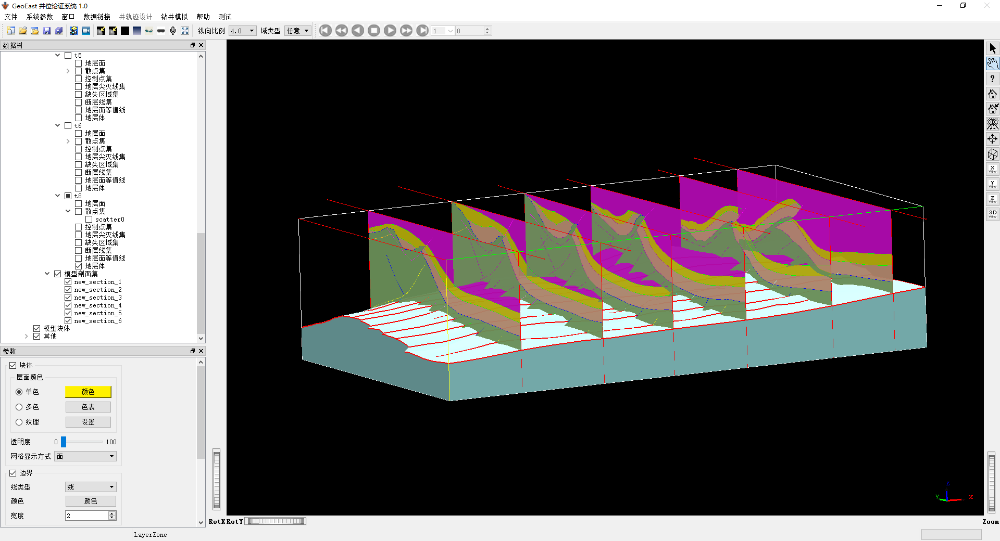 GeoEast 井位论证系统 1.0
文件 系统参数 窗口 数据链接 井轨迹设计 钻井模拟 帮助 测试
纵向比例 4.0 域类型 任意 1 0
数据树
t5
地层面
散点集
控制点集
地层尖灭线集
缺失区域集
断层线集
地层面等值线
地层体
t6
地层面
散点集
控制点集
地层尖灭线集
缺失区域集
断层线集
地层面等值线
地层体
t8
地层面
散点集
scatter0
控制点集
地层尖灭线集
缺失区域集
断层线集
地层面等值线
地层体
模型剖面集
new_section_1
new_section_2
new_section_3
new_section_4
new_section_5
new_section_6
模型块体
其他
参数
块体
层面颜色
单色 颜色
多色 色表
纹理 设置
透明度 0 100
网格显示方式 面
边界
线类型 线
颜色 颜色
宽度 2
RotX RotY
Zoom
LayerZone
?
X view
Y view
Z view
3D view
Z
Y
X